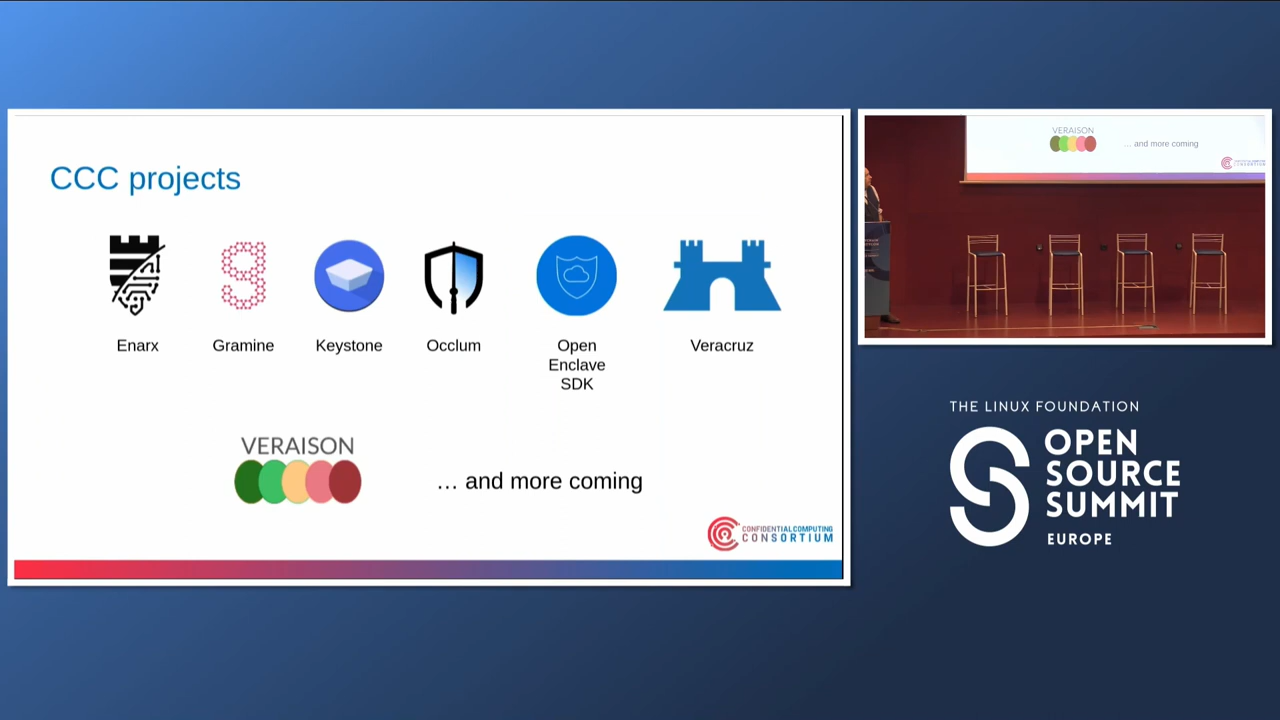 CCC projects
Enarx
Gramine
Keystone
Occlum
Open
Enclave
SDK
Veracruz
VERAISON
… and more coming
CONFIDENTIAL COMPUTING
CONSORTIUM
VERAISON
... and more coming
THE LINUX FOUNDATION
OPEN
SOURCE
SUMMIT
EUROPE